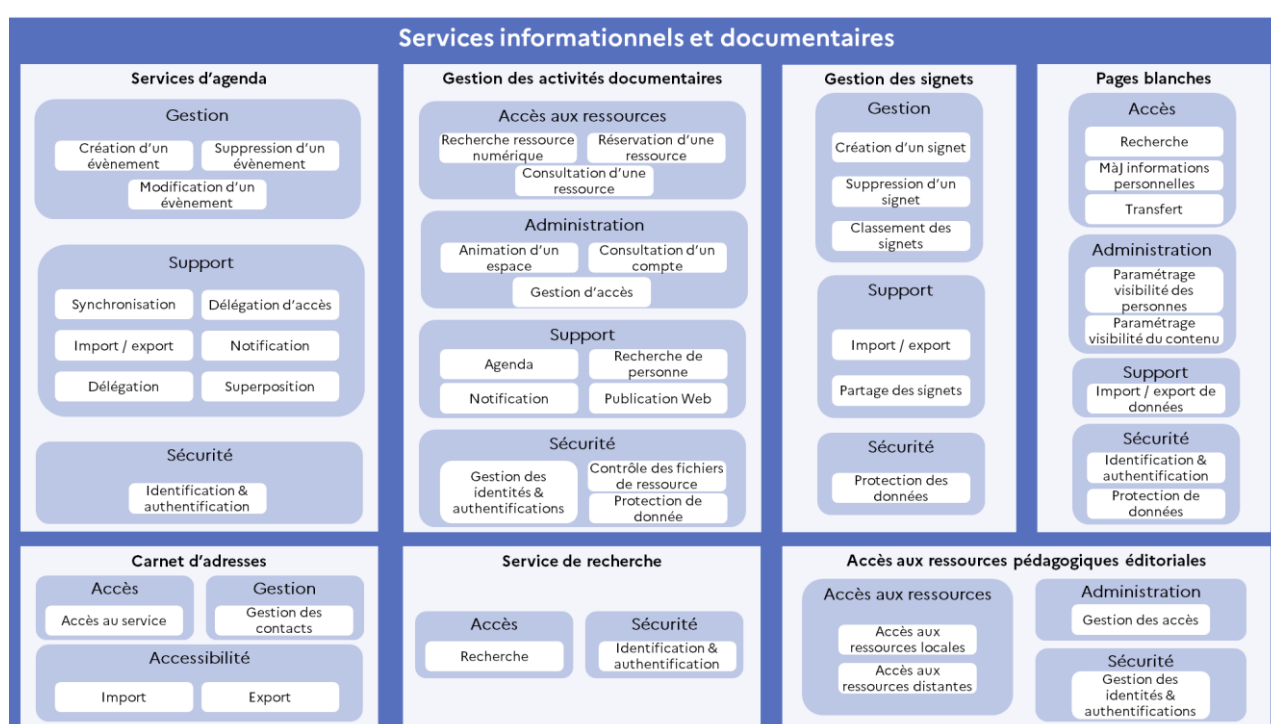 Services informationnels et documentaires
Services d'agenda
Gestion
Création d'un
évènement
Suppression d'un
évènement
Modification d'un
évènement
Support
Synchronisation
Délégation d'accès
Import / export
Notification
Délégation
Superposition
Sécurité
Identification &
authentification
Gestion des activités documentaires
Accès aux ressources
Recherche ressource
numérique
Réservation d'une
ressource
Consultation d'une
ressource
Administration
Animation d'un
espace
Consultation d'un
compte
Gestion d'accès
Support
Agenda
Recherche de
personne
Notification
Publication Web
Sécurité
Gestion des
identités &
authentifications
Contrôle des fichiers
de ressource
Protection de
donnée
Gestion des signets
Gestion
Création d'un signet
Suppression d'un
signet
Classement des
signets
Support
Import / export
Partage des signets
Sécurité
Protection des
données
Pages blanches
Accès
Recherche
MàJ informations
personnelles
Transfert
Administration
Paramétrage
visibilité des
personnes
Paramétrage
visibilité du contenu
Support
Import / export de
données
Sécurité
Identification &
authentification
Protection de
données
Carnet d'adresses
Accès
Accès au service
Gestion
Gestion des
contacts
Accessibilité
Import
Export
Service de recherche
Accès
Recherche
Sécurité
Identification &
authentification
Accès aux ressources pédagogiques éditoriales
Accès aux ressources
Accès aux
ressources locales
Accès aux
ressources distantes
Administration
Gestion des accès
Sécurité
Gestion des
identités &
authentifications